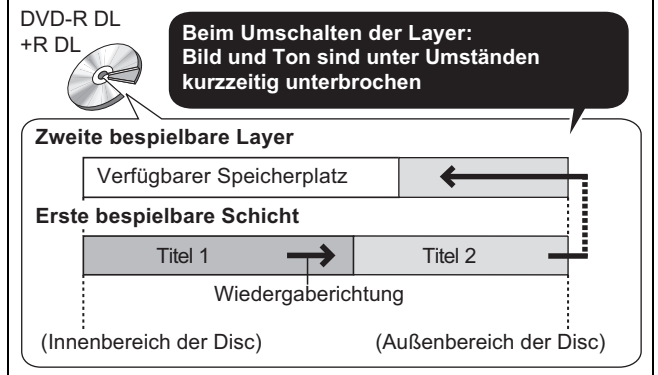 DVD-R DL
+R DL
Beim Umschalten der Layer:
Bild und Ton sind unter Umständen
kurzzeitig unterbrochen
Zweite bespielbare Layer
Verfügbarer Speicherplatz
Erste bespielbare Schicht
Titel 1
Titel 2
Wiedergaberichtung
(Innenbereich der Disc)
(Außenbereich der Disc)